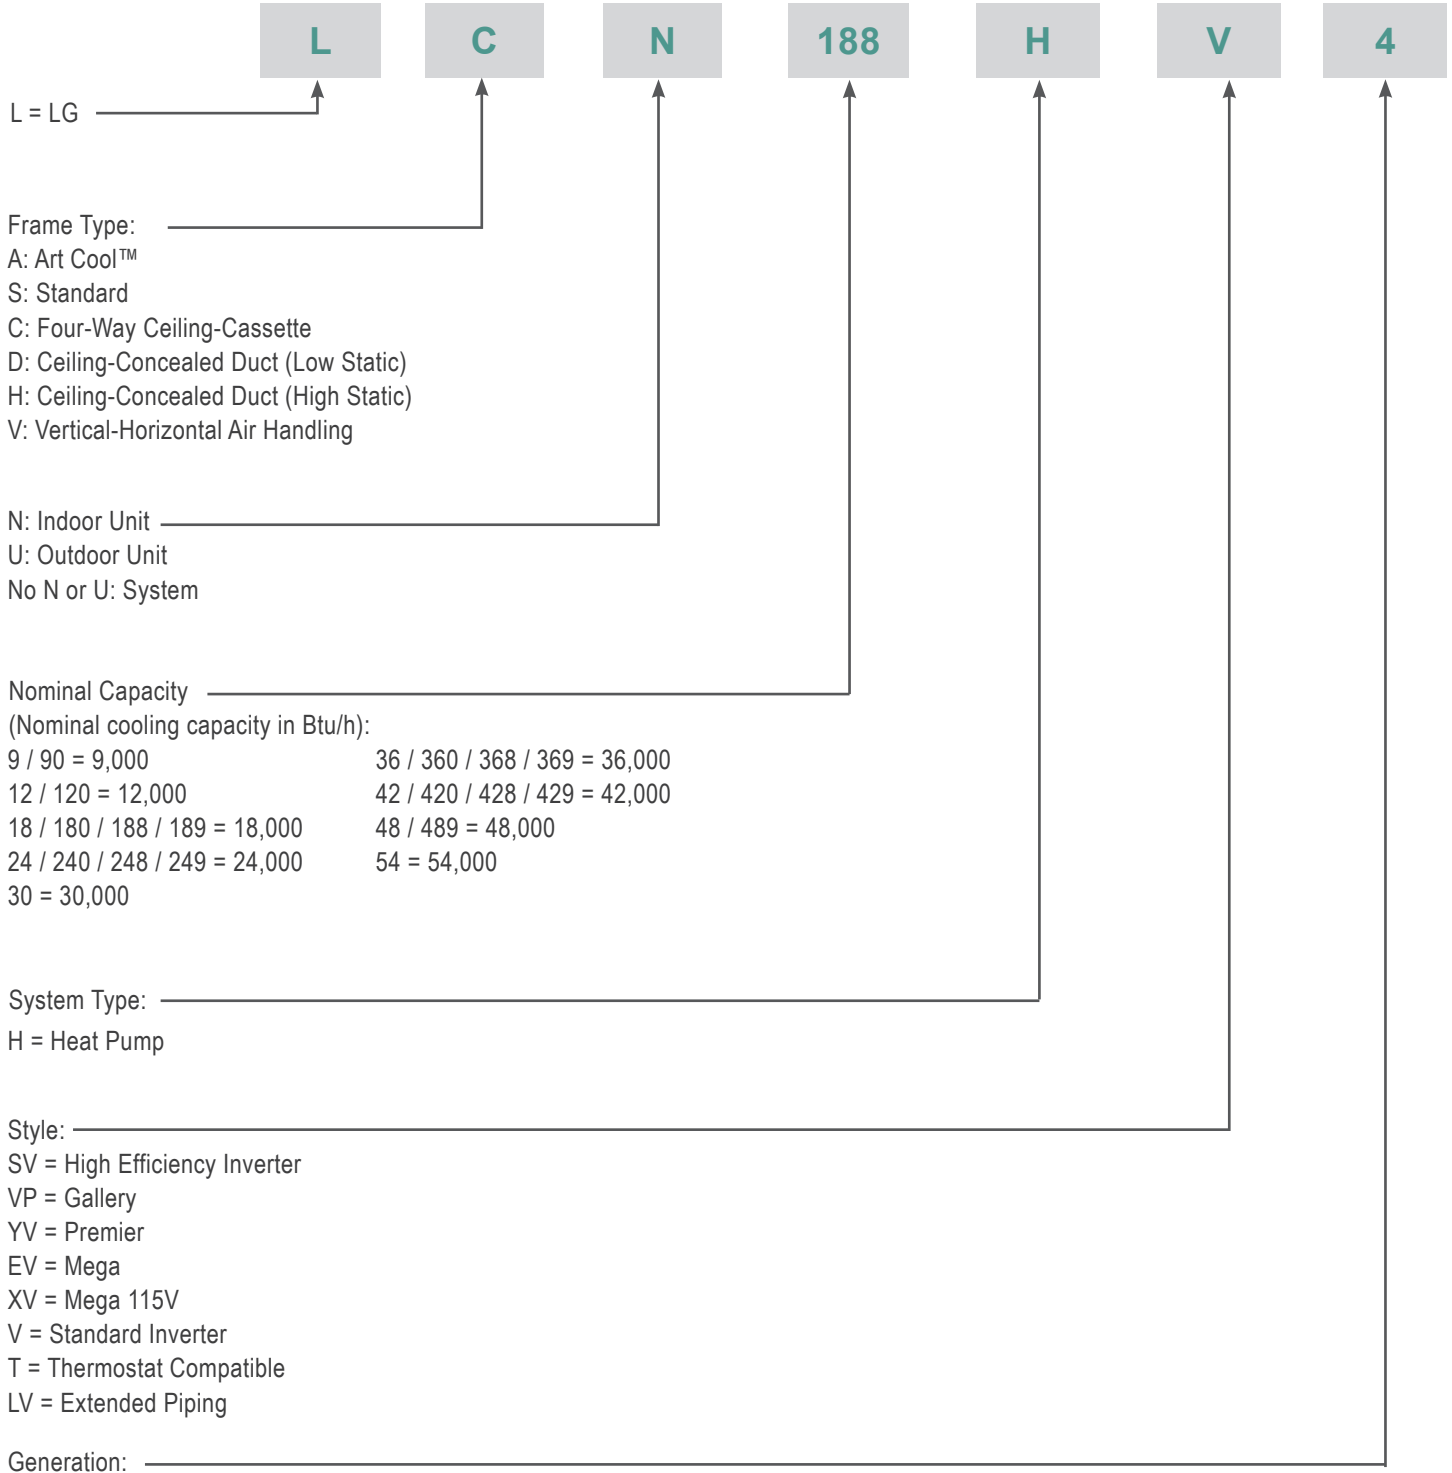 L C N 188 H V 4
L = LG
Frame Type:
A: Art Cool™
S: Standard
C: Four-Way Ceiling-Cassette
D: Ceiling-Concealed Duct (Low Static)
H: Ceiling-Concealed Duct (High Static)
V: Vertical-Horizontal Air Handling
N: Indoor Unit
U: Outdoor Unit
No N or U: System
Nominal Capacity
(Nominal cooling capacity in Btu/h):
9 / 90 = 9,000 36 / 360 / 368 / 369 = 36,000
12 / 120 = 12,000 42 / 420 / 428 / 429 = 42,000
18 / 180 / 188 / 189 = 18,000 48 / 489 = 48,000
24 / 240 / 248 / 249 = 24,000 54 = 54,000
30 = 30,000
System Type:
H = Heat Pump
Style:
SV = High Efficiency Inverter
VP = Gallery
YV = Premier
EV = Mega
XV = Mega 115V
V = Standard Inverter
T = Thermostat Compatible
LV = Extended Piping
Generation: